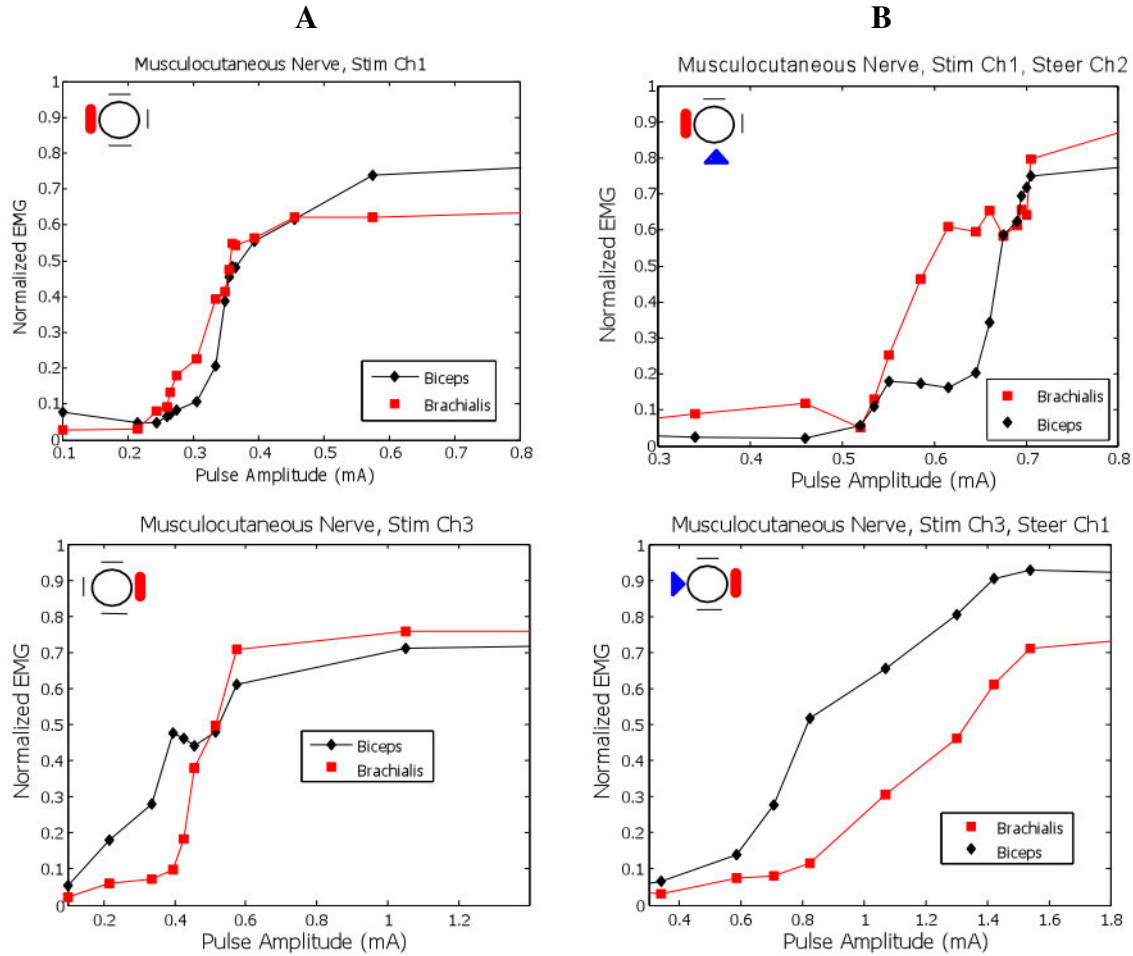 A
B
Musculocutaneous Nerve, Stim Ch1
Normalized EMG
1
0.9
0.8
0.7
0.6
0.5
0.4
0.3
0.2
0.1
0
0.1 0.2 0.3 0.4 0.5 0.6 0.7 0.8
Pulse Amplitude (mA)
Biceps
Brachialis
Musculocutaneous Nerve, Stim Ch1, Steer Ch2
Normalized EMG
1
0.9
0.8
0.7
0.6
0.5
0.4
0.3
0.2
0.1
0
0.3 0.4 0.5 0.6 0.7 0.8
Pulse Amplitude (mA)
Brachialis
Biceps
Musculocutaneous Nerve, Stim Ch3
Normalized EMG
1
0.9
0.8
0.7
0.6
0.5
0.4
0.3
0.2
0.1
0
0.2 0.4 0.6 0.8 1 1.2
Pulse Amplitude (mA)
Biceps
Brachialis
Musculocutaneous Nerve, Stim Ch3, Steer Ch1
Normalized EMG
1
0.9
0.8
0.7
0.6
0.5
0.4
0.3
0.2
0.1
0
0.4 0.6 0.8 1 1.2 1.4 1.6 1.8
Pulse Amplitude (mA)
Brachialis
Biceps